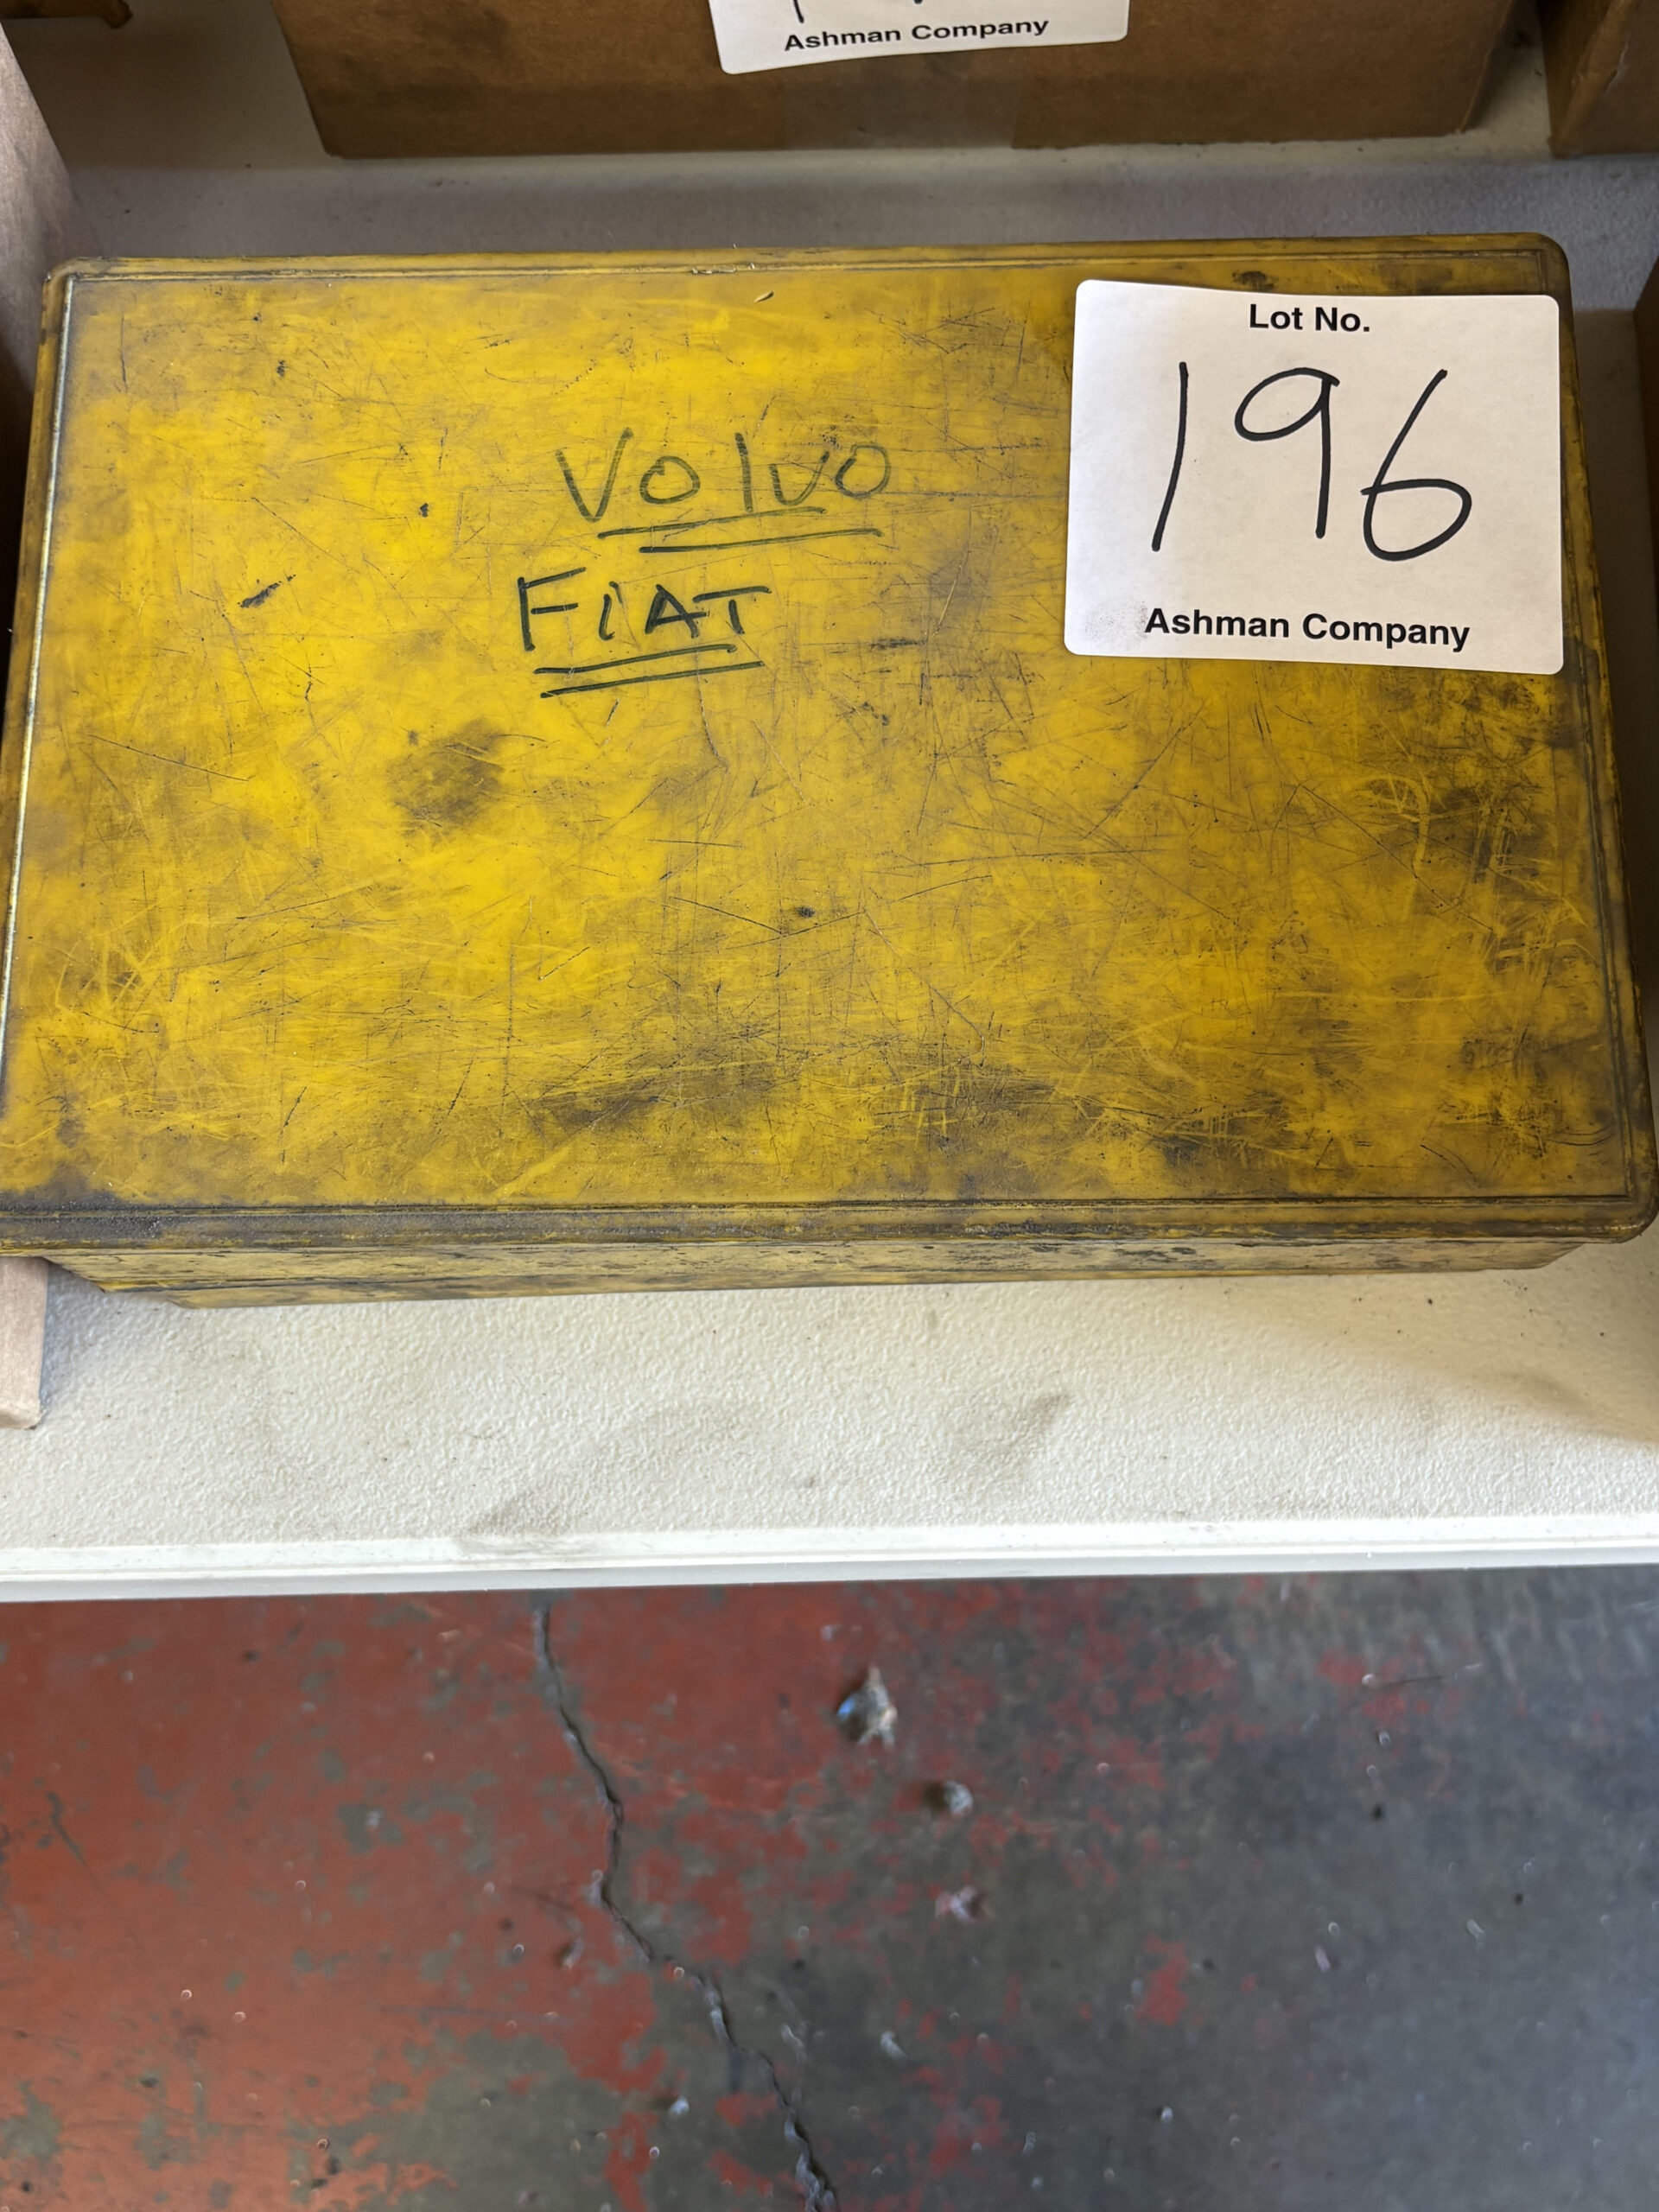 Ashman Company
Lot No.
196
Ashman Company
Volvo
FIAT